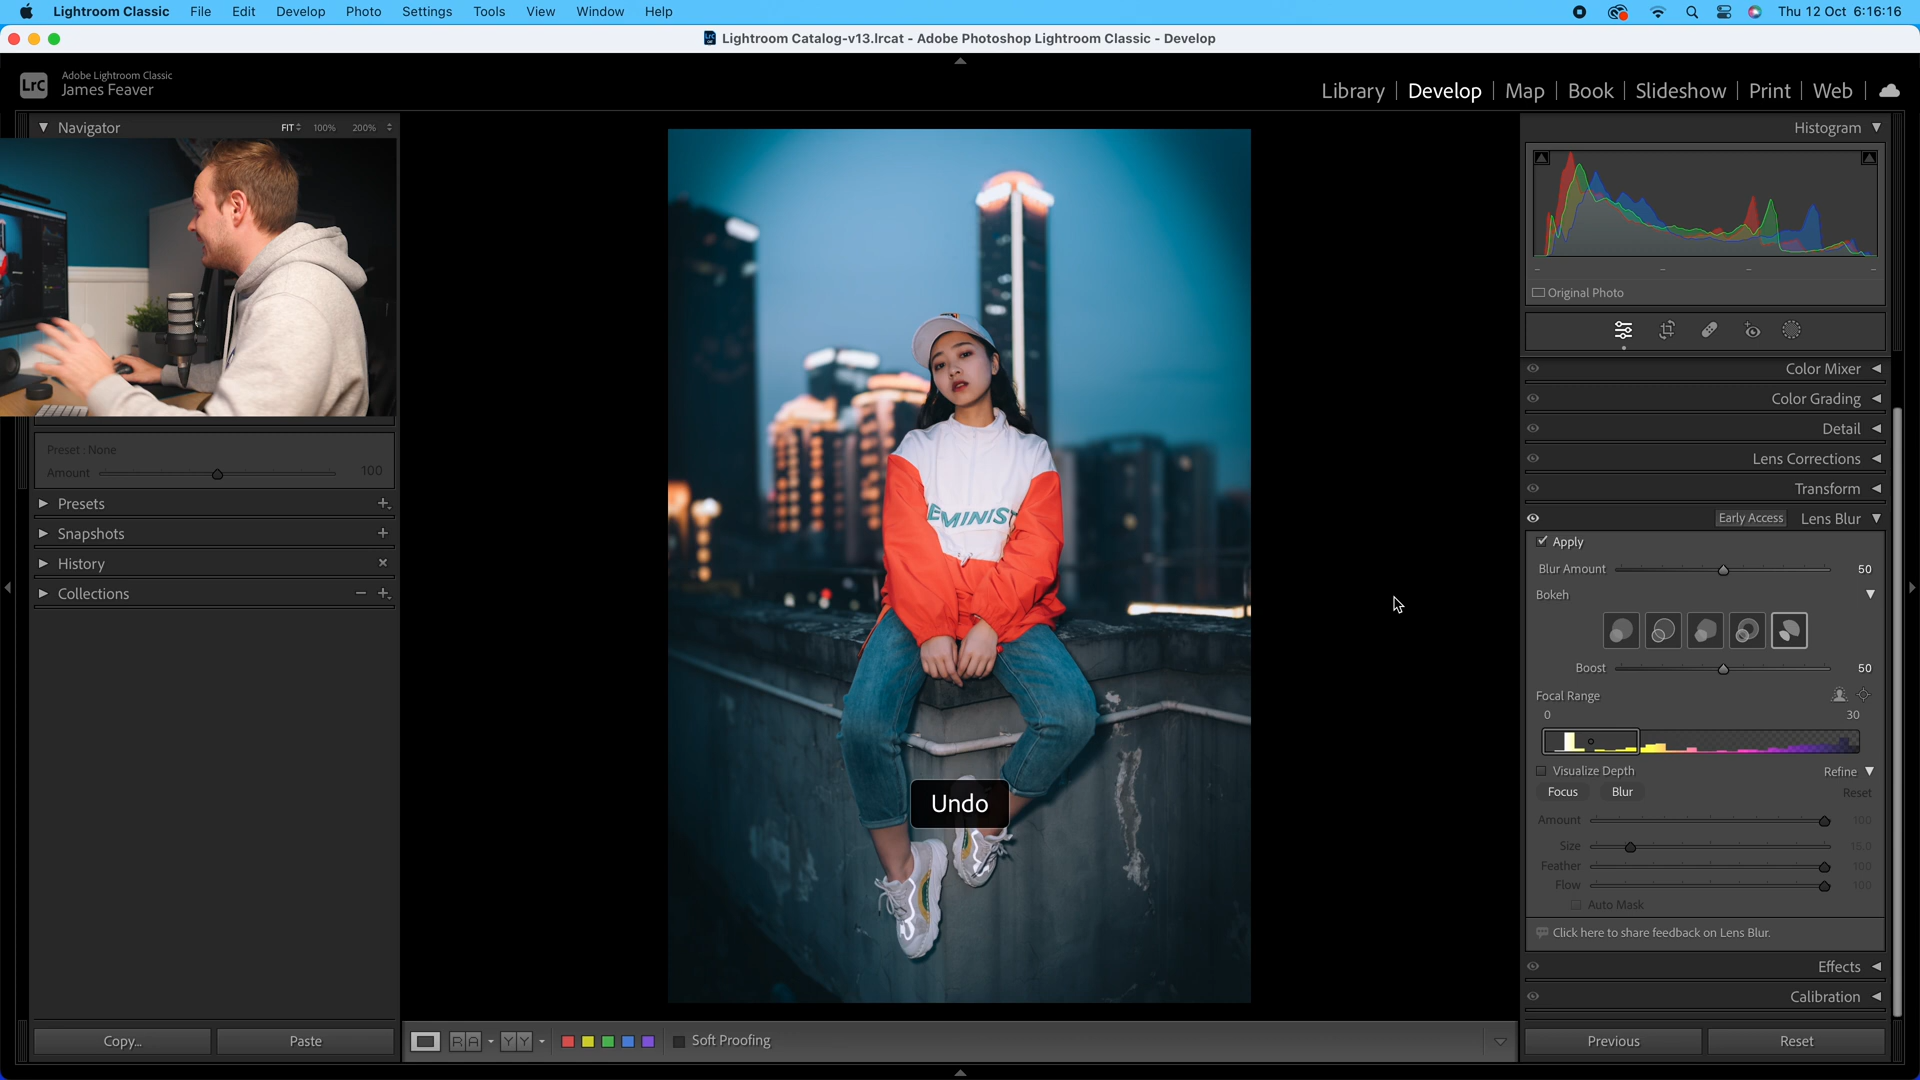 Lightroom Classic File Edit Develop Photo Settings Tools View Window Help Thu 12 Oct 6:16:16
Lightroom Catalog-v13.lrcat - Adobe Photoshop Lightroom Classic - Develop
LrC
Adobe Lightroom Classic
James Feaver
Library | Develop | Map | Book | Slideshow | Print | Web
Navigator FIT 100% 200%
Histogram
Original Photo
Color Mixer
Color Grading
Detail
Lens Corrections
Transform
Early Access Lens Blur
Apply
Blur Amount 50
Bokeh
Boost 50
Focal Range
0 30
Visualize Depth Refine
Focus Blur Reset
Amount 100
Size 15.0
Feather 100
Flow 100
Auto Mask
Click here to share feedback on Lens Blur.
Effects
Calibration
Preset : None
Amount 100
Presets
Snapshots
History
Collections
EMINIST
Undo
Copy... Paste
R A Y Y Soft Proofing
Previous Reset